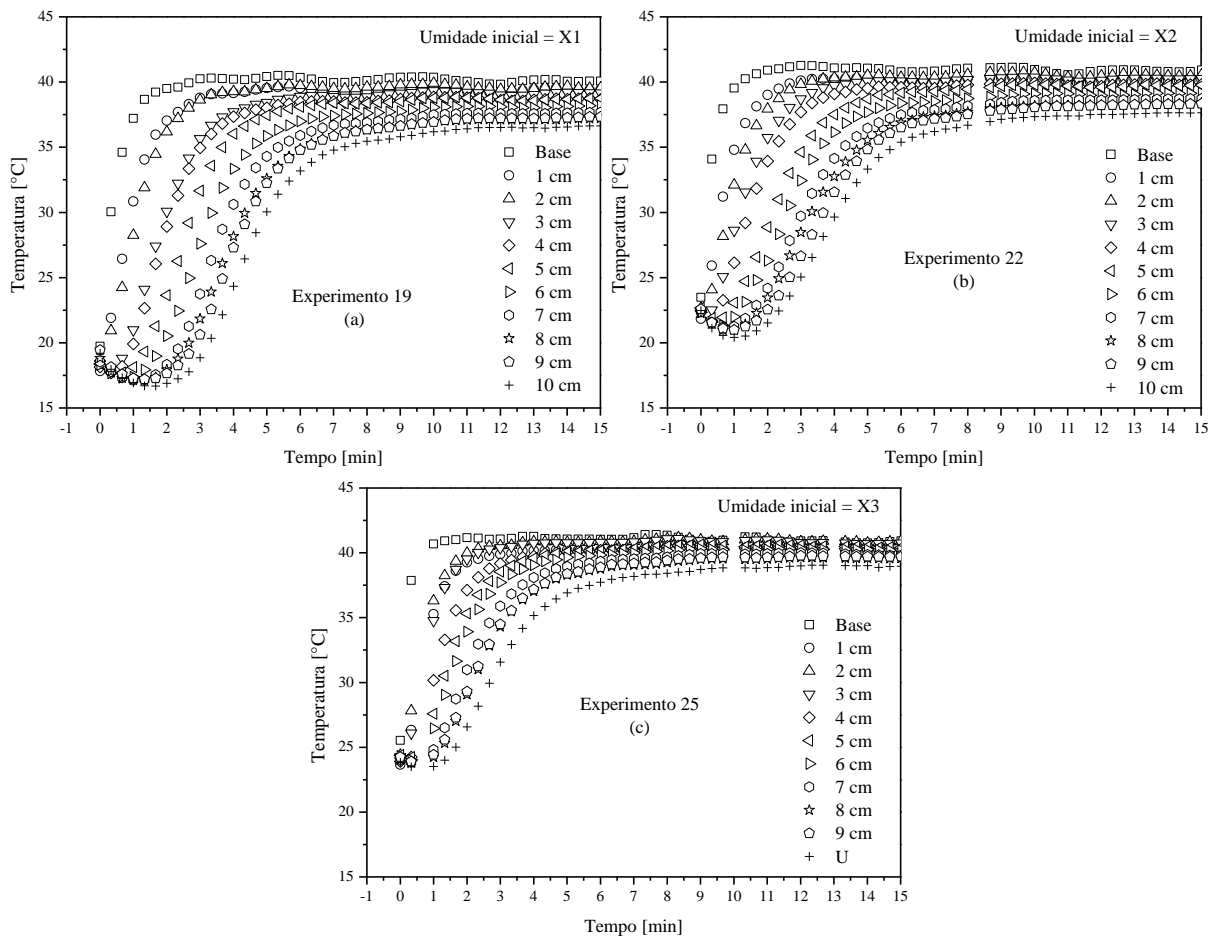 Umidade inicial = X1
45
40
35
30
25
20
15
Temperatura [°C]
Base
1 cm
2 cm
3 cm
4 cm
5 cm
6 cm
7 cm
8 cm
9 cm
10 cm
Experimento 19
(a)
-1 0 1 2 3 4 5 6 7 8 9 10 11 12 13 14 15
Tempo [min]
Umidade inicial = X2
45
40
35
30
25
20
15
Temperatura [°C]
Base
1 cm
2 cm
3 cm
4 cm
5 cm
6 cm
7 cm
8 cm
9 cm
10 cm
Experimento 22
(b)
-1 0 1 2 3 4 5 6 7 8 9 10 11 12 13 14 15
Tempo [min]
Umidade inicial = X3
45
40
35
30
25
20
15
Temperatura [°C]
Base
1 cm
2 cm
3 cm
4 cm
5 cm
6 cm
7 cm
8 cm
9 cm
U
Experimento 25
(c)
-1 0 1 2 3 4 5 6 7 8 9 10 11 12 13 14 15
Tempo [min]